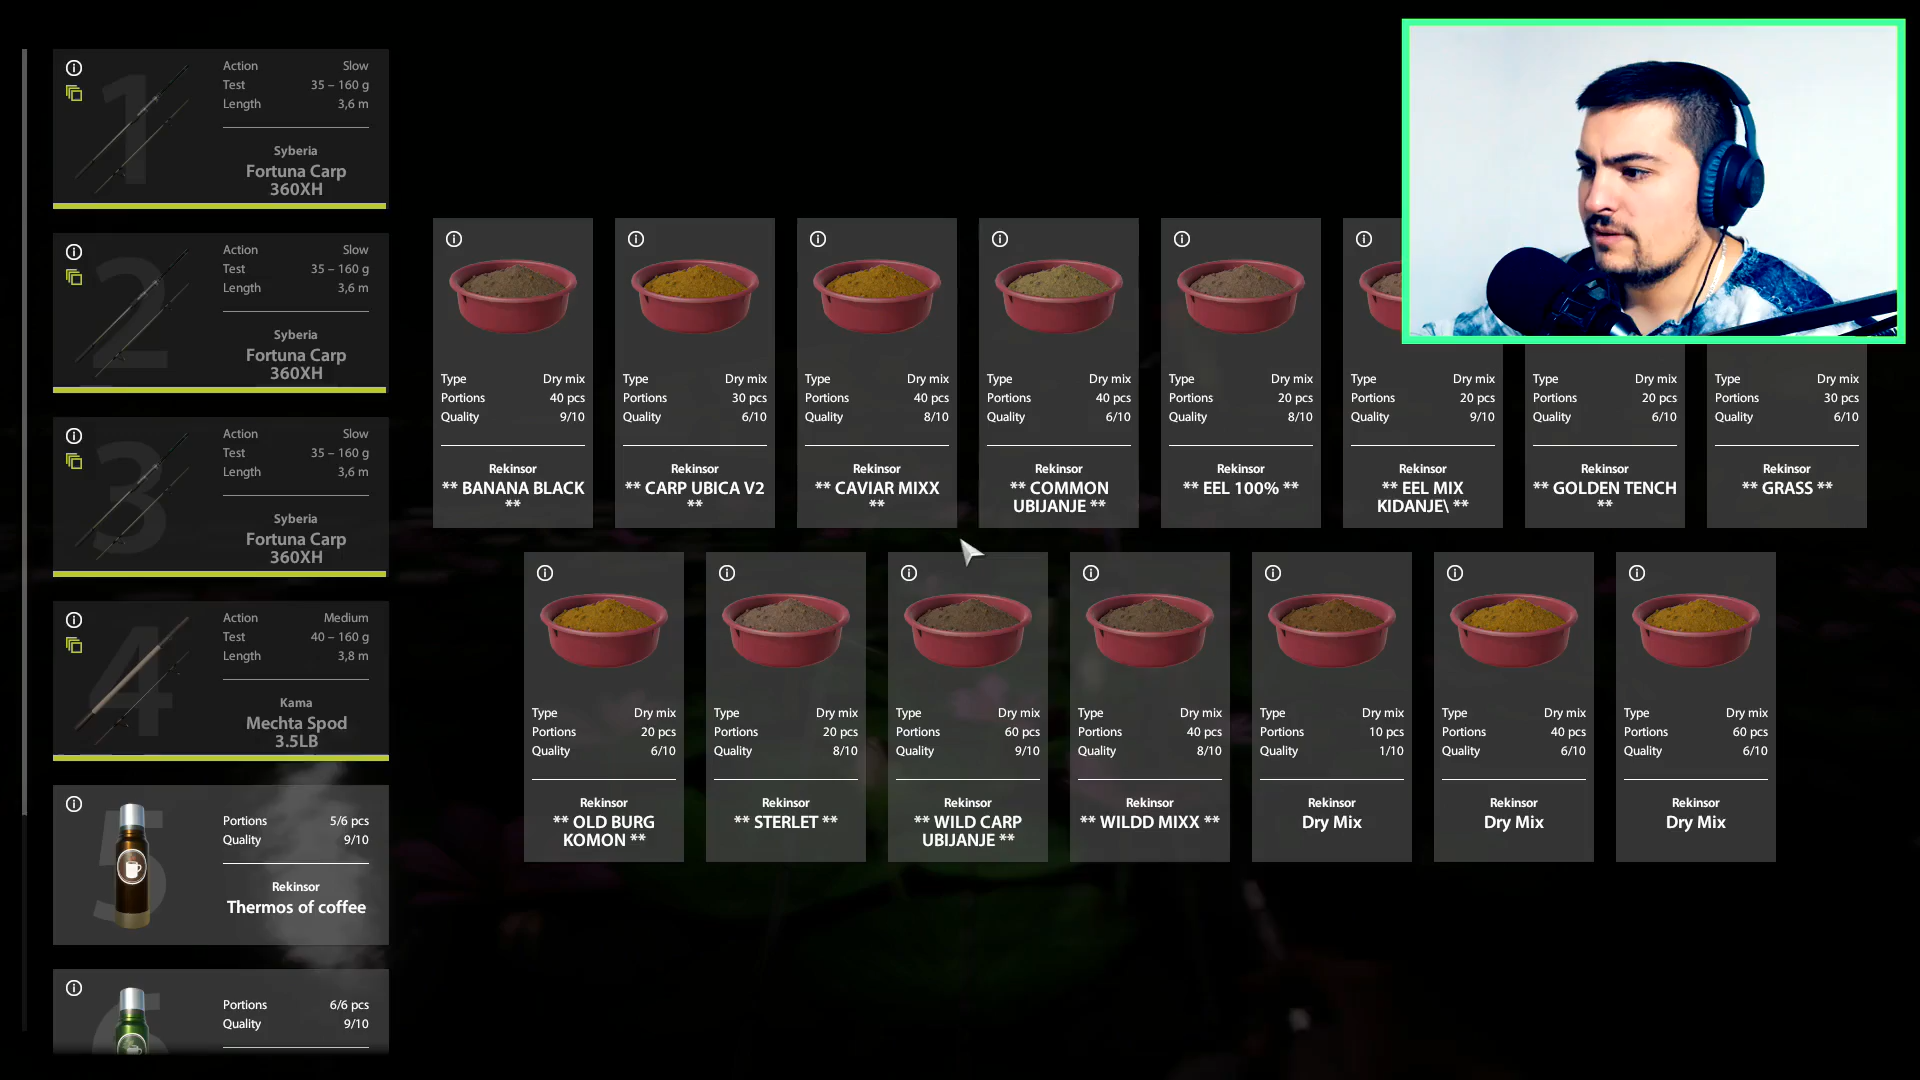 1
Action Slow
Test 35 – 160 g
Length 3,6 m
Syberia
Fortuna Carp
360XH
2
Action Slow
Test 35 – 160 g
Length 3,6 m
Syberia
Fortuna Carp
360XH
3
Action Slow
Test 35 – 160 g
Length 3,6 m
Syberia
Fortuna Carp
360XH
4
Action Medium
Test 40 – 160 g
Length 3,8 m
Kama
Mechta Spod
3.5LB
5
Portions 5/6 pcs
Quality 9/10
Rekinsor
Thermos of coffee
6
Portions 6/6 pcs
Quality 9/10
Type Dry mix
Portions 40 pcs
Quality 9/10
Rekinsor
** BANANA BLACK
**
Type Dry mix
Portions 30 pcs
Quality 6/10
Rekinsor
** CARP UBICA V2
**
Type Dry mix
Portions 40 pcs
Quality 8/10
Rekinsor
** CAVIAR MIXX
**
Type Dry mix
Portions 40 pcs
Quality 6/10
Rekinsor
** COMMON
UBIJANJE **
Type Dry mix
Portions 20 pcs
Quality 8/10
Rekinsor
** EEL 100% **
Type Dry mix
Portions 20 pcs
Quality 9/10
Rekinsor
** EEL MIX
KIDANJE\ **
Type Dry mix
Portions 20 pcs
Quality 6/10
Rekinsor
** GOLDEN TENCH
**
Type Dry mix
Portions 30 pcs
Quality 6/10
Rekinsor
** GRASS **
Type Dry mix
Portions 20 pcs
Quality 6/10
Rekinsor
** OLD BURG
KOMON **
Type Dry mix
Portions 20 pcs
Quality 8/10
Rekinsor
** STERLET **
Type Dry mix
Portions 60 pcs
Quality 9/10
Rekinsor
** WILD CARP
UBIJANJE **
Type Dry mix
Portions 40 pcs
Quality 8/10
Rekinsor
** WILDD MIXX **
Type Dry mix
Portions 10 pcs
Quality 1/10
Rekinsor
Dry Mix
Type Dry mix
Portions 40 pcs
Quality 6/10
Rekinsor
Dry Mix
Type Dry mix
Portions 60 pcs
Quality 6/10
Rekinsor
Dry Mix